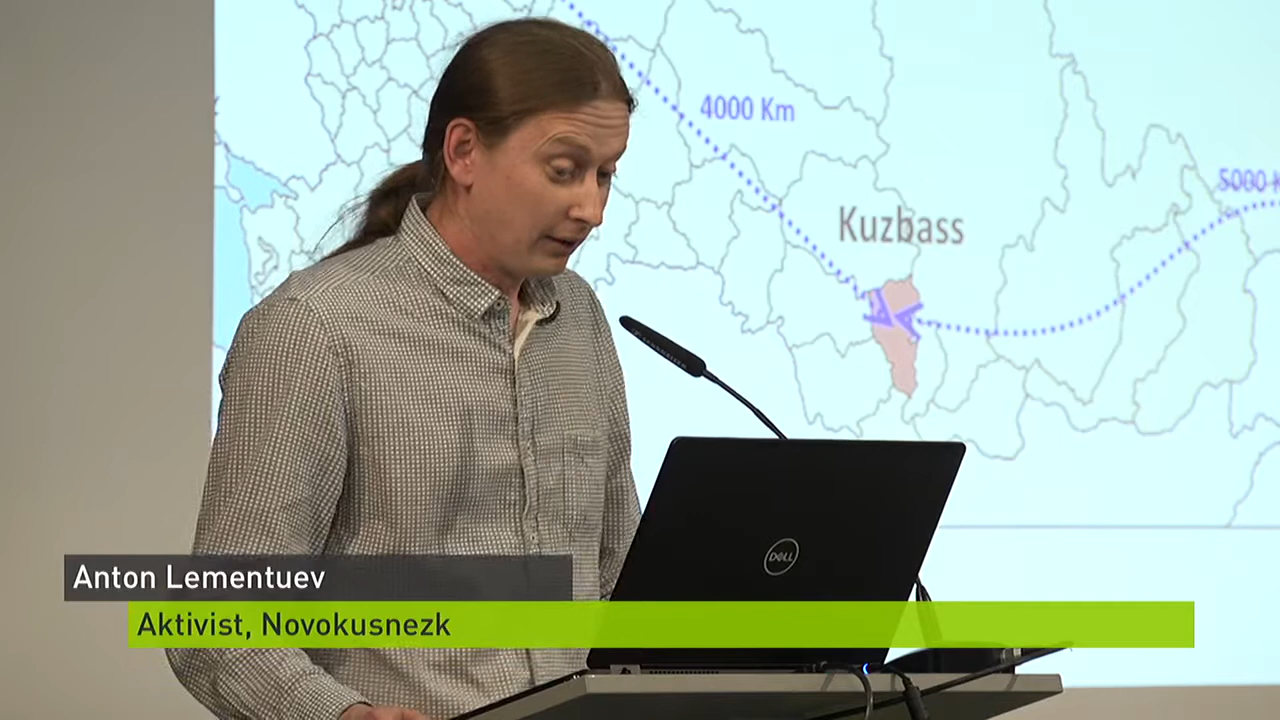 4000 Km
5000 K
Kuzbass
DELL
Anton Lementuev
Aktivist, Novokusnezk